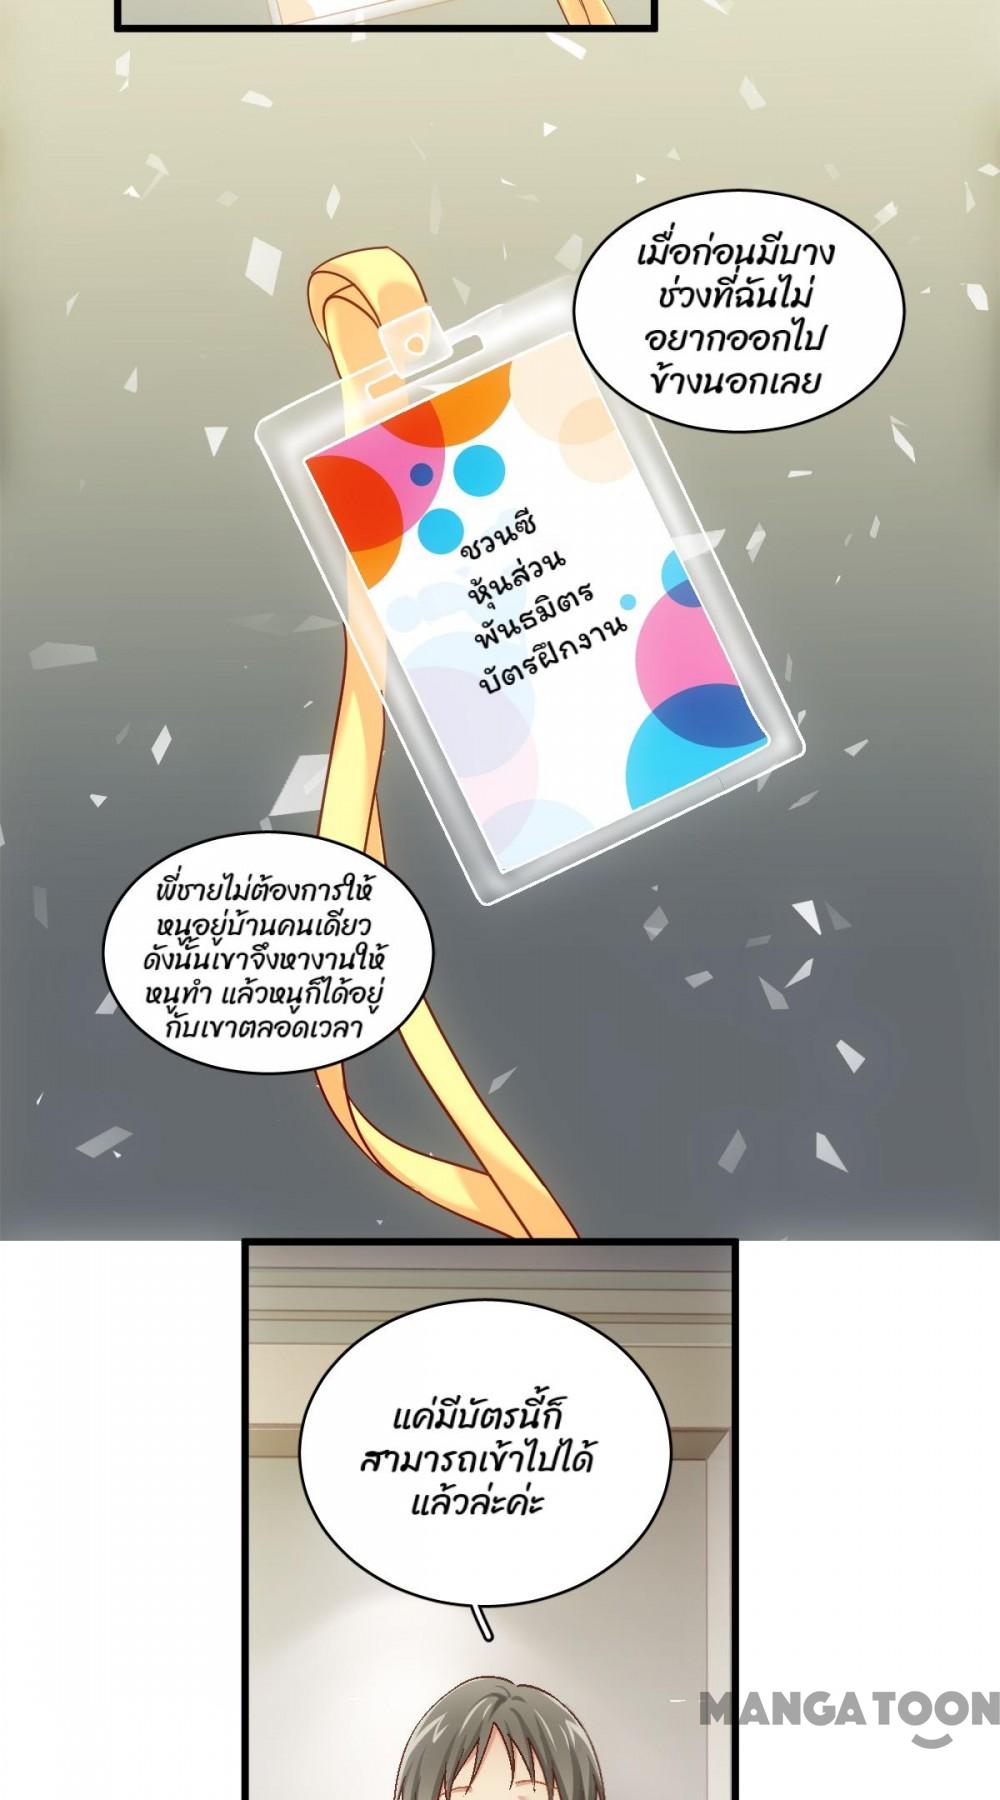 เมื่อก่อนมีบาง
ช่วงที่ฉันไม่
อยากออกไป
ข้างนอกเลย
ชวนซี
หุ้นส่วน
พันธมิตร
บัตรฝึกงาน
พี่ชายไม่ต้องการให้
หนูอยู่บ้านคนเดียว
ดังนั้นเขาจึงหางานให้
หนูทำ แล้วหนูก็ได้อยู่
กับเขาตลอดเวลา
แค่มีบัตรนี้ก็
สามารถเข้าไปได้
แล้วล่ะค่ะ
MANGATOON